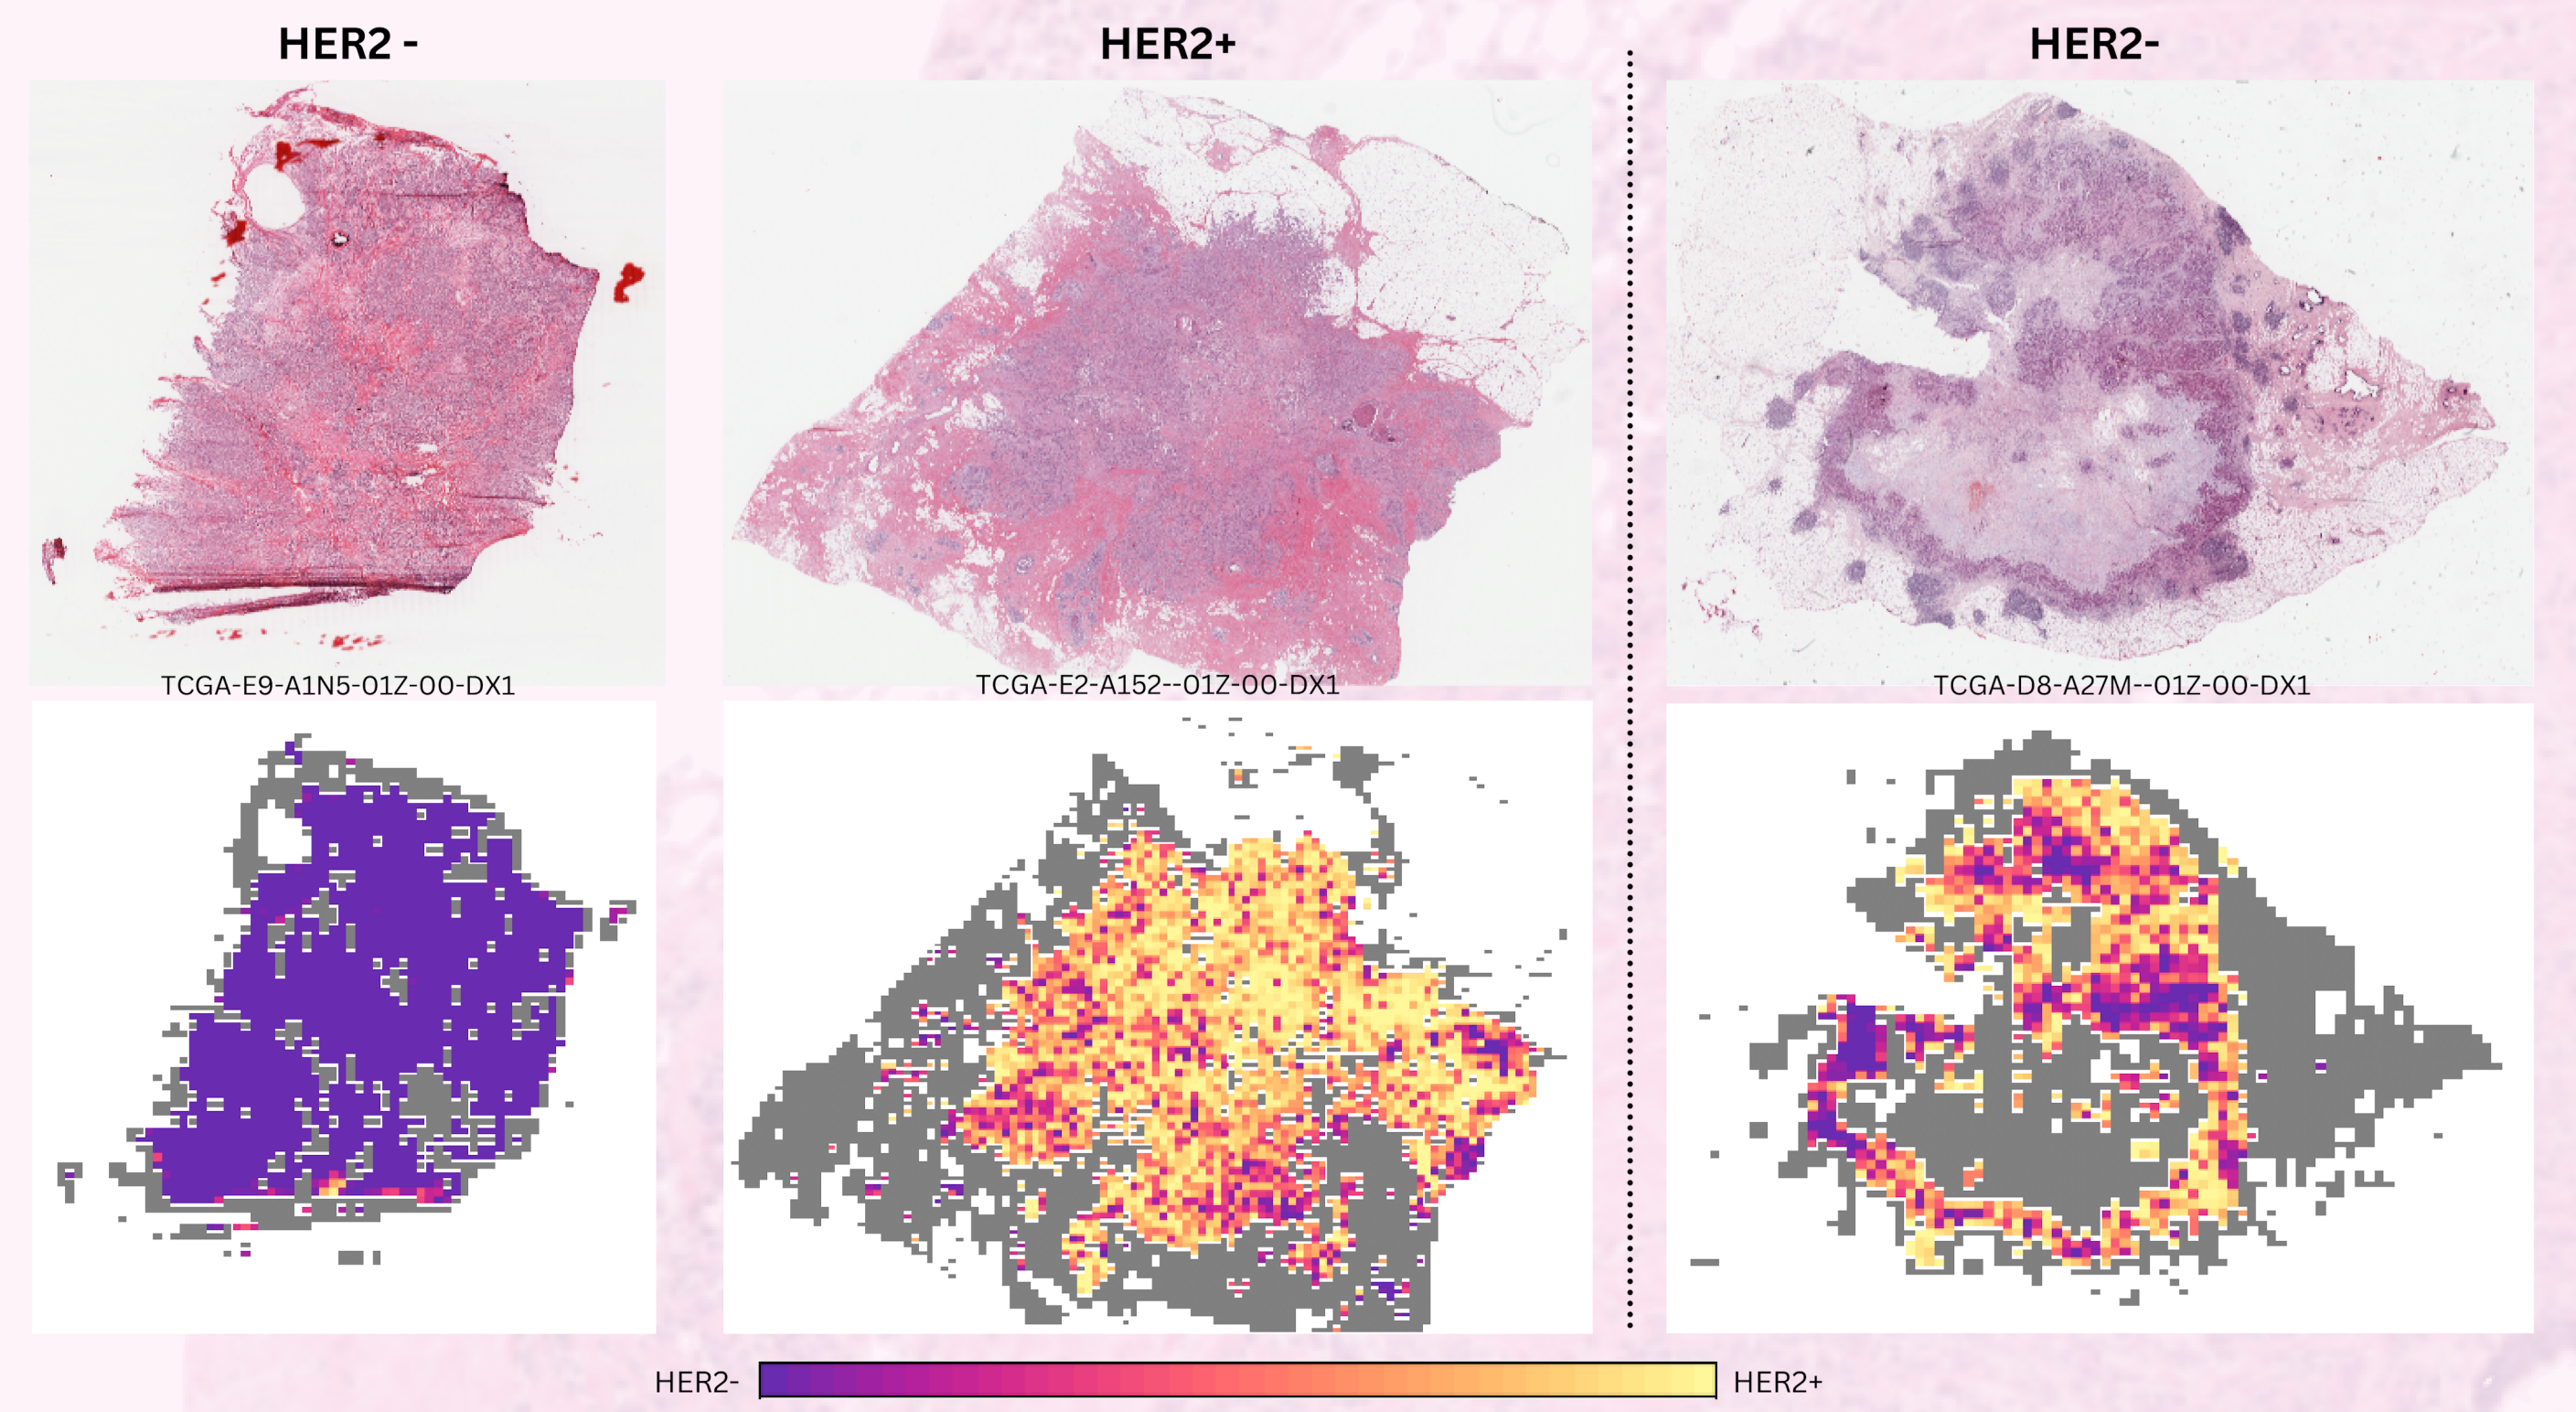 HER2 -
HER2+
HER2-
TCGA-E9-A1N5-01Z-00-DX1
TCGA-E2-A152--01Z-00-DX1
TCGA-D8-A27M--01Z-00-DX1
HER2-
HER2+